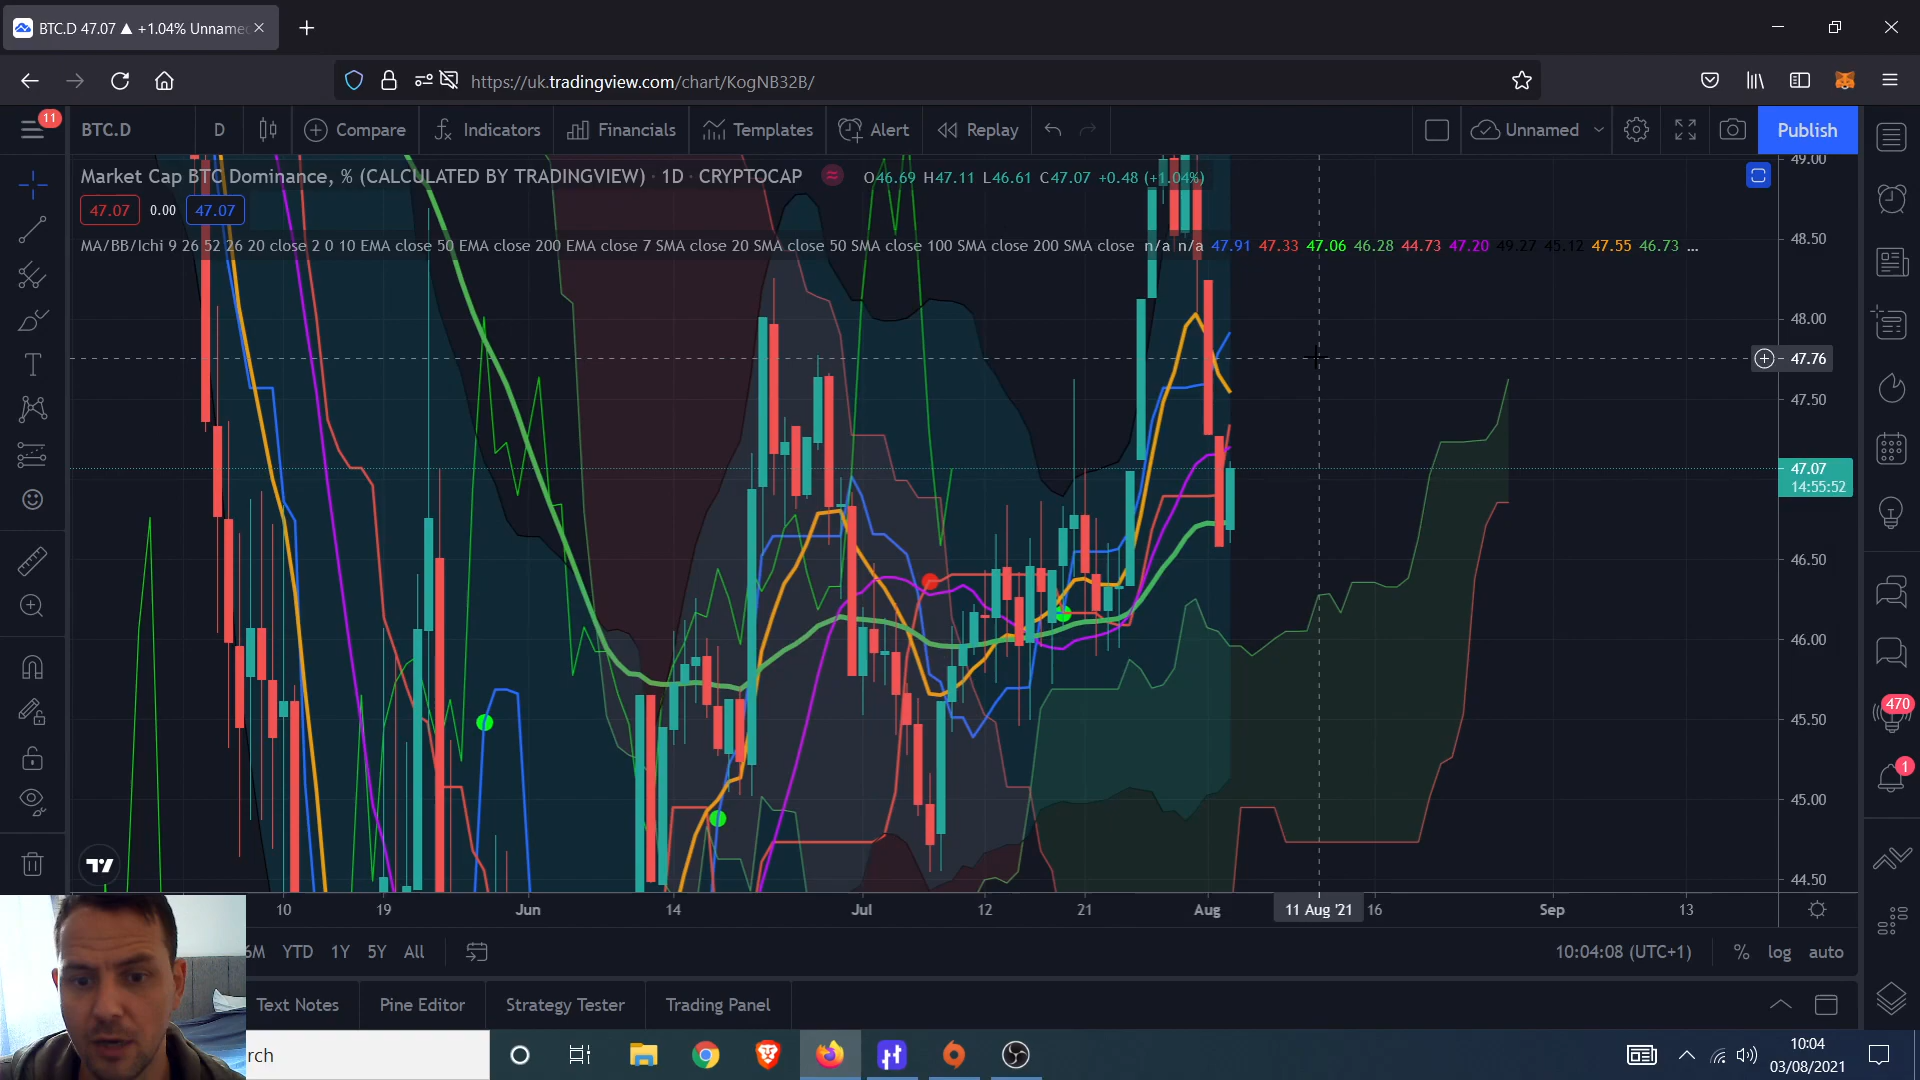 BTC.D 47.07 ▲ +1.04% Unname
https://uk.tradingview.com/chart/KogNB32B/
11
BTC.D
D
Compare
Indicators
Financials
Templates
Alert
Replay
Unnamed
Publish
Market Cap BTC Dominance, % (CALCULATED BY TRADINGVIEW) · 1D · CRYPTOCAP
O46.69 H47.11 L46.61 C47.07 +0.48 (+1.04%)
47.07 0.00 47.07
MA/BB/Ichi 9 26 52 26 20 close 2 0 10 EMA close 50 EMA close 200 EMA close 7 SMA close 20 SMA close 50 SMA close 100 SMA close 200 SMA close n/a n/a 47.91 47.33 47.06 46.28 44.73 47.20 49.27 45.12 47.55 46.73 ...
49.00
48.50
48.00
47.76
47.50
47.07
14:55:52
46.50
46.00
45.50
45.00
44.50
470
1
10 19 Jun 14 Jul 12 21 Aug 11 Aug '21 16 Sep 13
6M YTD 1Y 5Y All
10:04:08 (UTC+1) % log auto
Text Notes Pine Editor Strategy Tester Trading Panel
rch
10:04
03/08/2021